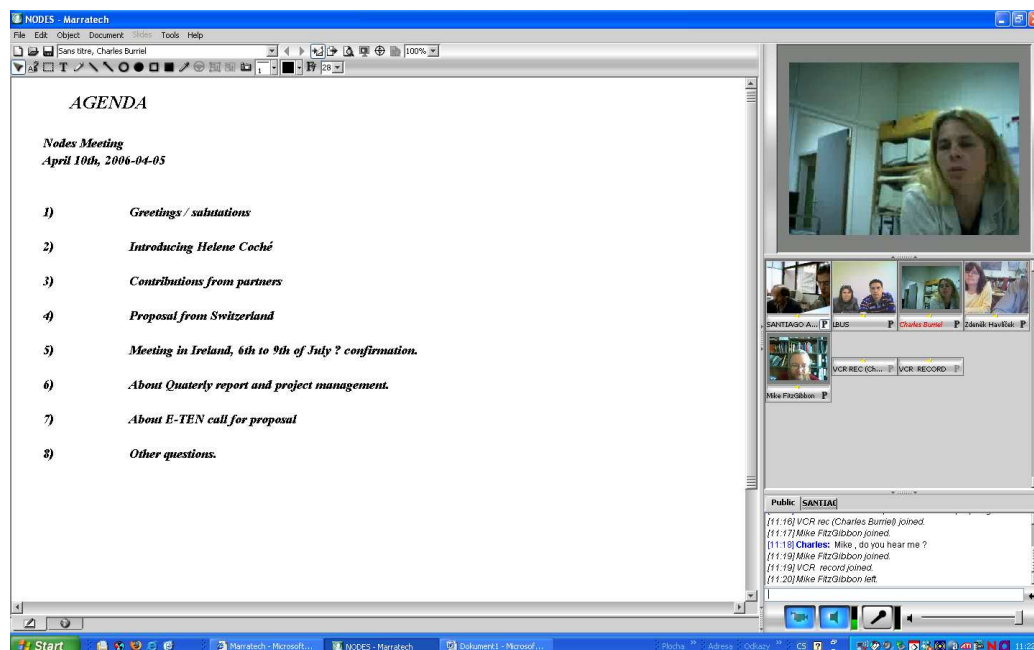 NODES - Marratech
File Edit Object Document Slides Tools Help
Sans titre, Charles Burriel
100%
1
28
AGENDA
Nodes Meeting
April 10th, 2006-04-05
1) Greetings / salutations
2) Introducing Helene Coché
3) Contributions from partners
4) Proposal from Switzerland
5) Meeting in Ireland, 6th to 9th of July ? confirmation.
6) About Quaterly report and project management.
7) About E-TEN call for proposal
8) Other questions.
SANTIAGO A... P
LBUS P
Charles Burriel P
Zdeněk Havlíček P
Mike FitzGibbon P
VCR REC (Ch... P
VCR RECORD P
Public SANTIAG
[11:16] VCR rec (Charles Burriel) joined.
[11:17] Mike FitzGibbon joined.
[11:18] Charles: Mike , do you hear me ?
[11:19] Mike FitzGibbon joined.
[11:19] VCR record joined.
[11:20] Mike FitzGibbon left.
Start
Marratech - Microsoft...
NODES - Marratech
Dokument1 - Microsof...
Plocha
Adresa
Odkazy
CS